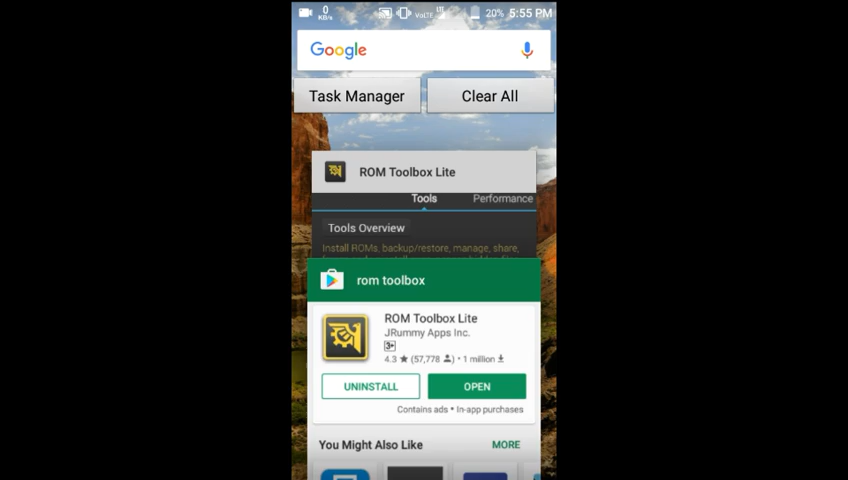 0 KB/s VoLTE LTE 20% 5:55 PM
Google
Task Manager Clear All
ROM Toolbox Lite
Tools Performance
Tools Overview
Install ROMs, backup/restore, manage, share,
rom toolbox
ROM Toolbox Lite
JRummy Apps Inc.
3+
4.3 ★ (57,778 ) • 1 million
UNINSTALL OPEN
Contains ads • In-app purchases
You Might Also Like MORE